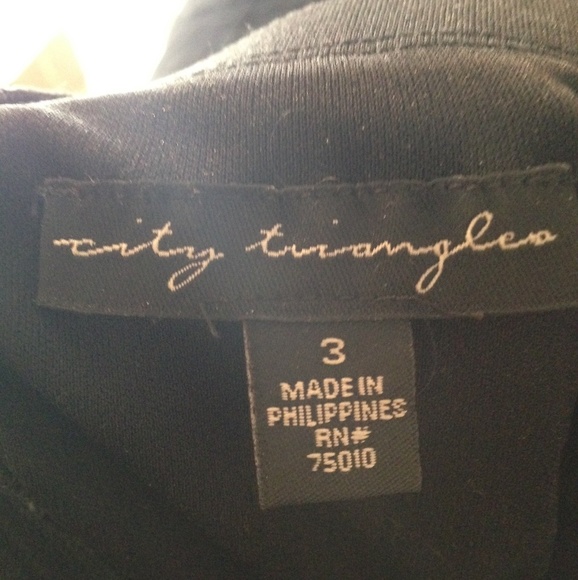 city triangles
3
MADE IN
PHILIPPINES
RN#
75010